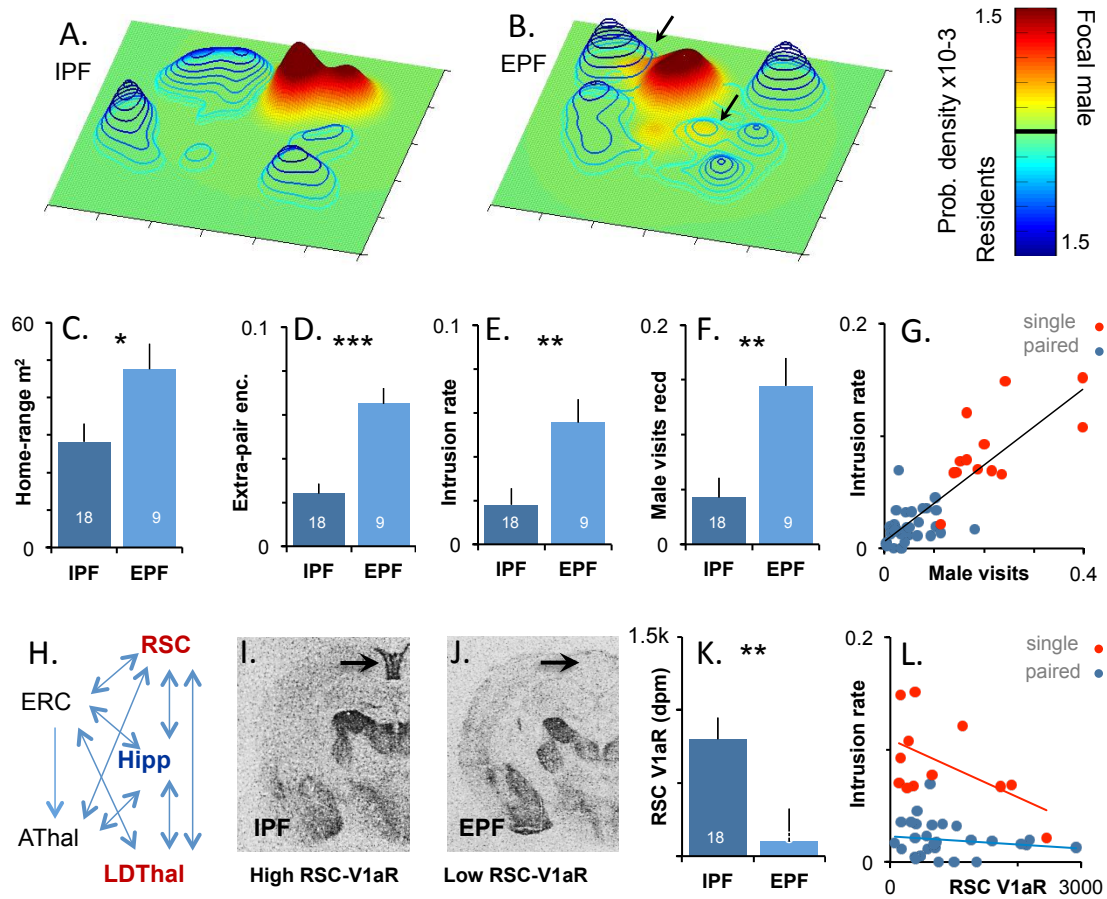 A.
IPF
B.
EPF
1.5
1.5
Prob. density x10-3
Residents
Focal male
C.
*
60
0
Home-range m²
18
9
IPF
EPF
D.
***
0.1
0
Extra-pair enc.
18
9
IPF
EPF
E.
**
0.1
0
Intrusion rate
18
9
IPF
EPF
F.
**
0.2
0
Male visits recd
18
9
IPF
EPF
G.
single
paired
0.2
0
Intrusion rate
0
Male visits
0.4
H.
RSC
ERC
Hipp
AThal
LDThal
I.
IPF
High RSC-V1aR
J.
EPF
Low RSC-V1aR
K.
**
1.5k
0
RSC V1aR (dpm)
18
IPF
EPF
L.
single
paired
0.2
0
Intrusion rate
0
RSC V1aR
3000